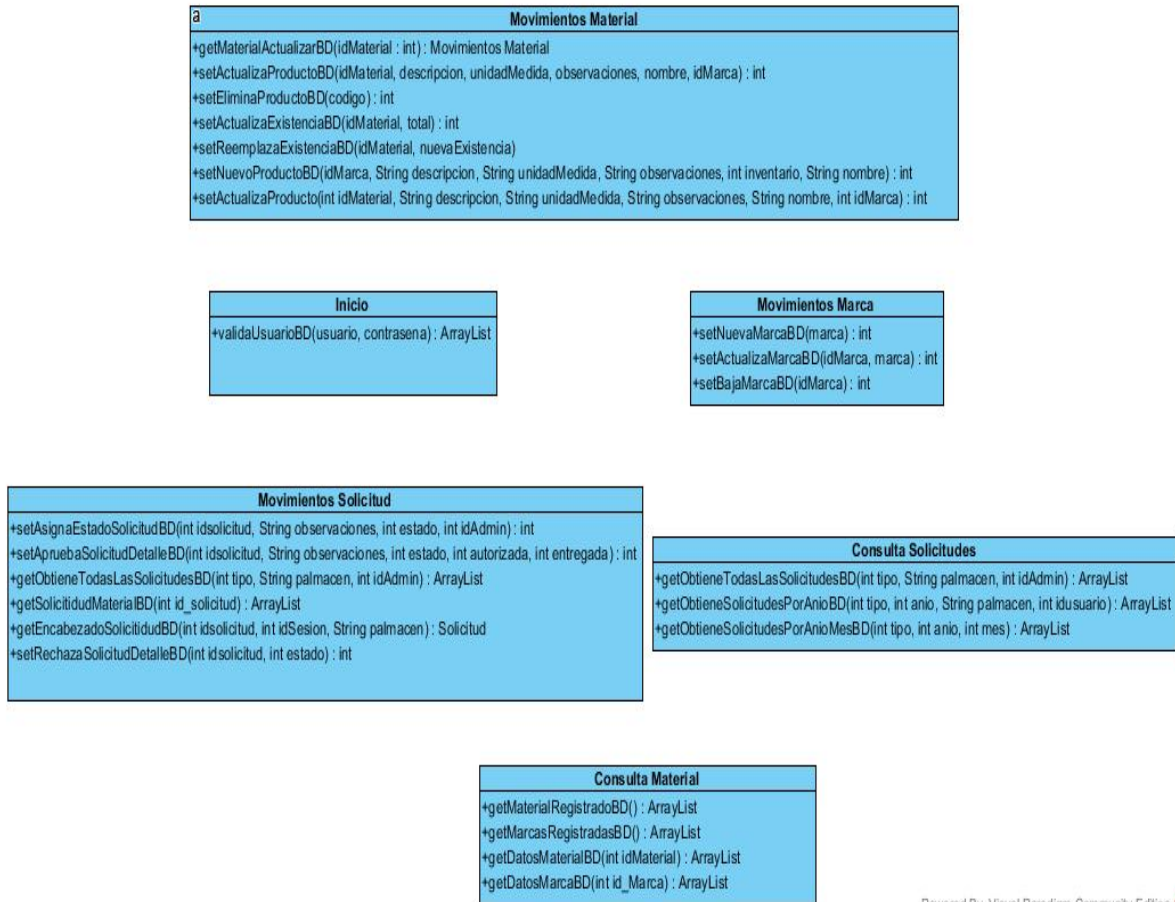 a
Movimientos Material
+getMaterialActualizarBD(idMaterial : int) : Movimientos Material
+setActualizaProductoBD(idMaterial, descripcion, unidadMedida, observaciones, nombre, idMarca) : int
+setEliminaProductoBD(codigo) : int
+setActualizaExistenciaBD(idMaterial, total) : int
+setReemplazaExistenciaBD(idMaterial, nuevaExistencia)
+setNuevoProductoBD(idMarca, String descripcion, String unidadMedida, String observaciones, int inventario, String nombre) : int
+setActualizaProducto(int idMaterial, String descripcion, String unidadMedida, String observaciones, String nombre, int idMarca) : int
Inicio
+validaUsuarioBD(usuario, contrasena) : ArrayList
Movimientos Marca
+setNuevaMarcaBD(marca) : int
+setActualizaMarcaBD(idMarca, marca) : int
+setBajaMarcaBD(idMarca) : int
Movimientos Solicitud
+setAsignaEstadoSolicitudBD(int idsolicitud, String observaciones, int estado, int idAdmin) : int
+setApruebaSolicitudDetalleBD(int idsolicitud, String observaciones, int estado, int autorizada, int entregada) : int
+getObtieneTodasLasSolicitudesBD(int tipo, String palmacen, int idAdmin) : ArrayList
+getSolicitidudMaterialBD(int id_solicitud) : ArrayList
+getEncabezadoSolicitidudBD(int idsolicitud, int idSesion, String palmacen) : Solicitud
+setRechazaSolicitudDetalleBD(int idsolicitud, int estado) : int
Consulta Solicitudes
+getObtieneTodasLasSolicitudesBD(int tipo, String palmacen, int idAdmin) : ArrayList
+getObtieneSolicitudesPorAnioBD(int tipo, int anio, String palmacen, int idusuario) : ArrayList
+getObtieneSolicitudesPorAnioMesBD(int tipo, int anio, int mes) : ArrayList
Consulta Material
+getMaterialRegistradoBD() : ArrayList
+getMarcasRegistradasBD() : ArrayList
+getDatosMaterialBD(int idMaterial) : ArrayList
+getDatosMarcaBD(int id_Marca) : ArrayList